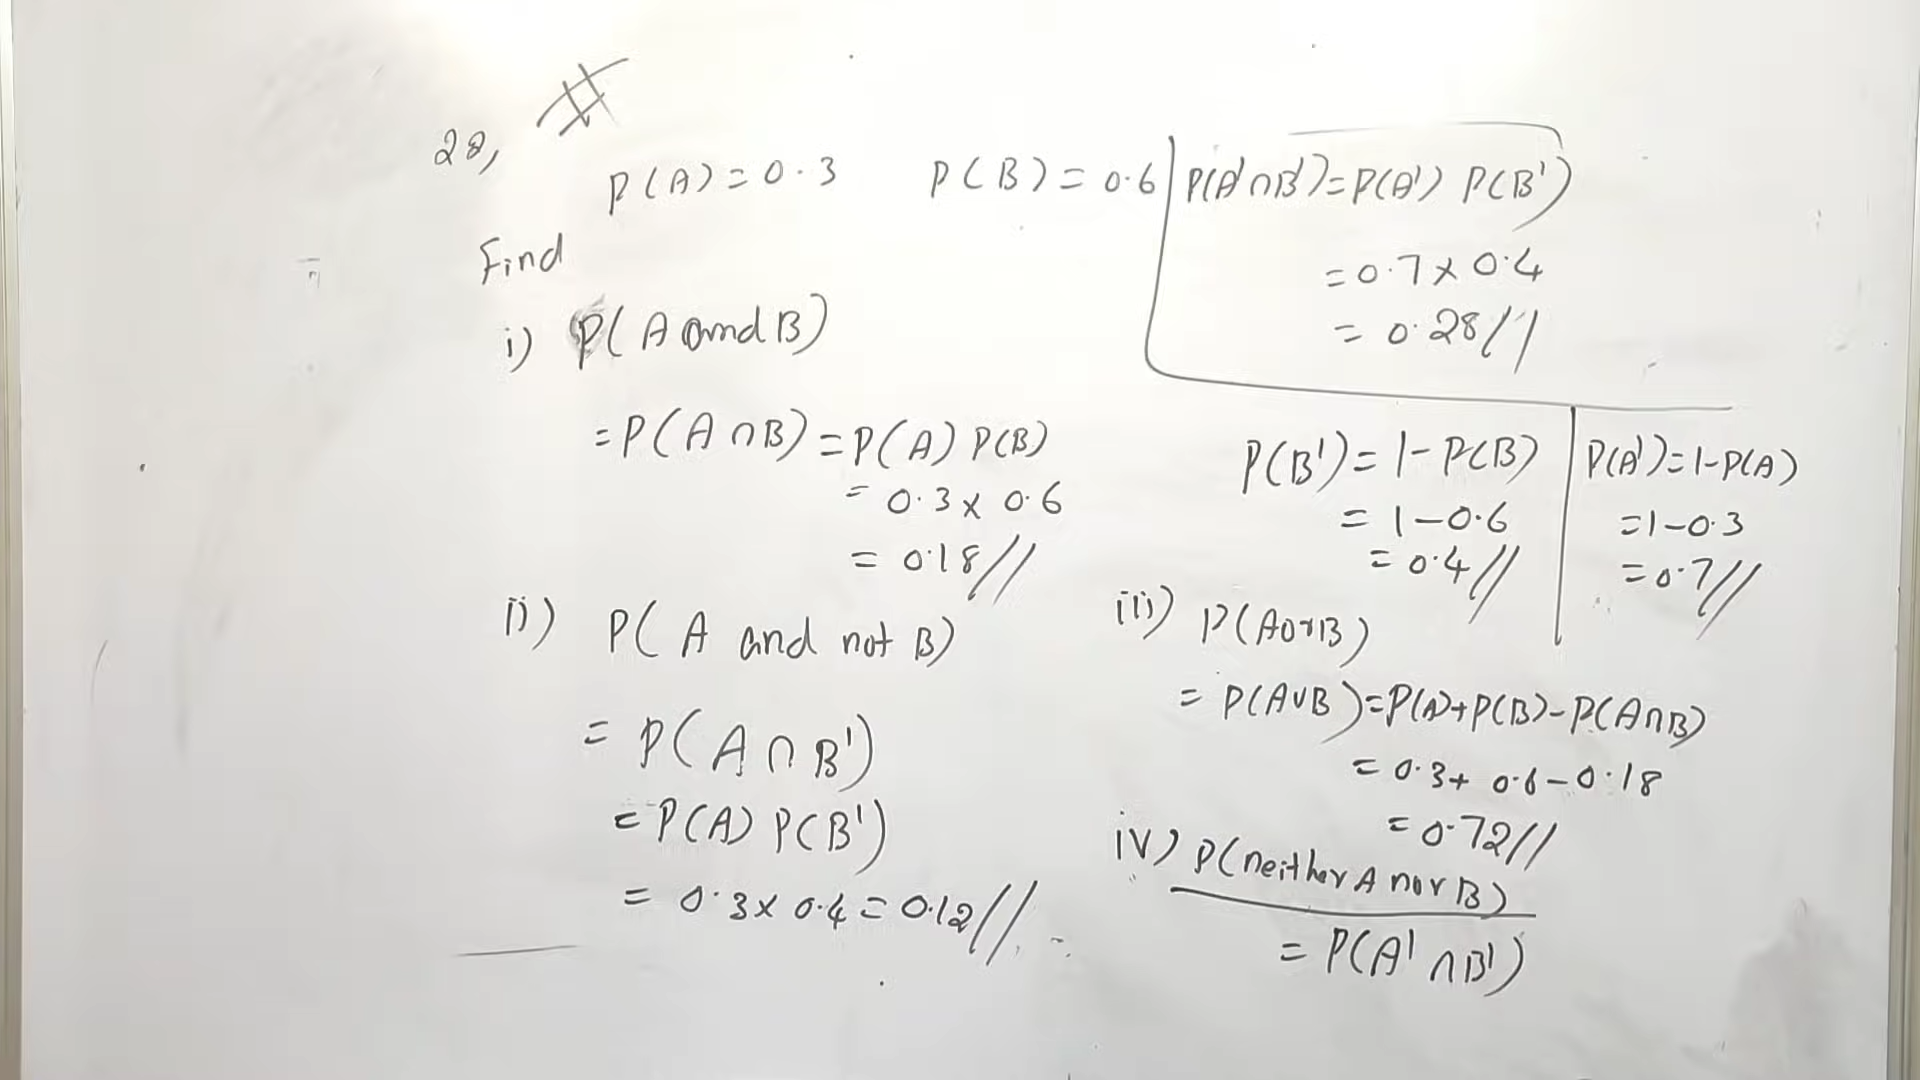 28,
P(A) = 0.3   P(B) = 0.6
Find
i) P(A and B)
= P(A ∩ B) = P(A) P(B)
= 0.3 x 0.6
= 0.18//
ii) P(A and not B)
= P(A ∩ B')
= P(A) P(B')
= 0.3 x 0.4 = 0.12//
P(A' ∩ B') = P(A') P(B')
= 0.7 x 0.4
= 0.28//
P(B') = 1 - P(B)
= 1 - 0.6
= 0.4//
P(A') = 1 - P(A)
= 1 - 0.3
= 0.7//
iii) P(A or B)
= P(A ∪ B) = P(A) + P(B) - P(A ∩ B)
= 0.3 + 0.6 - 0.18
= 0.72//
iv) P(neither A nor B)
= P(A' ∩ B')